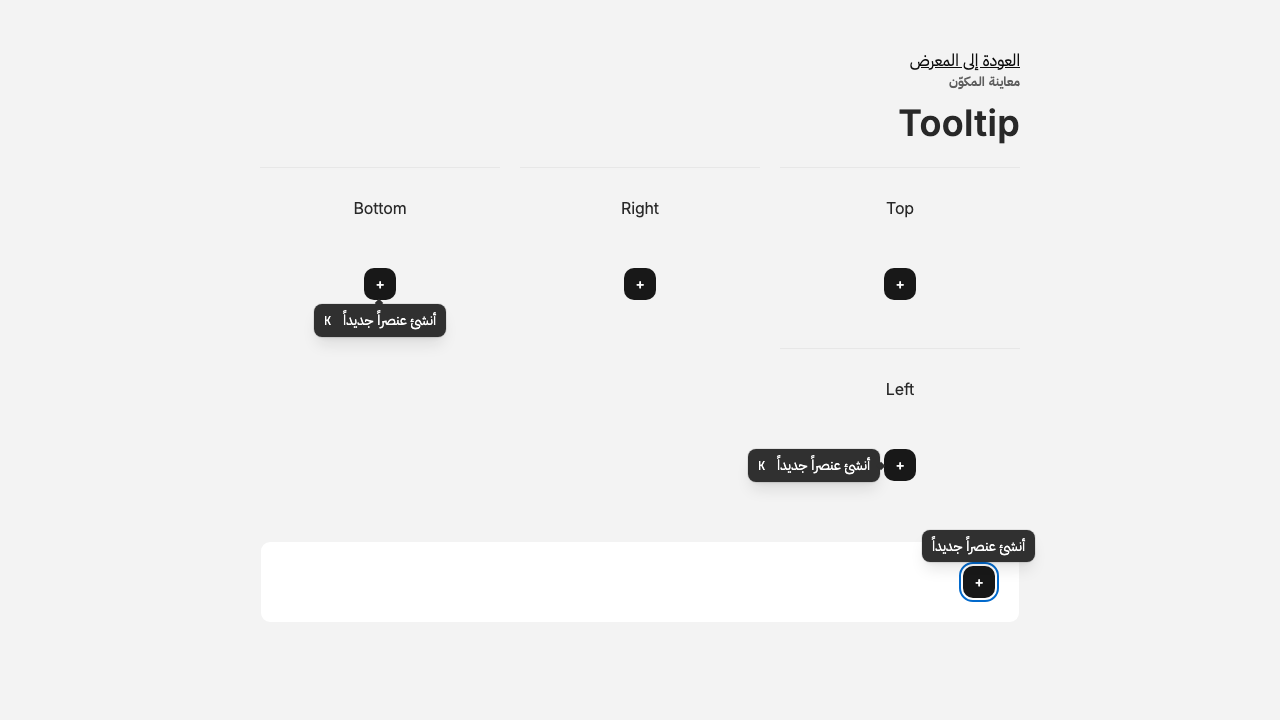 العودة إلى المعرض
معاينة المكوّن
Tooltip
Top
Right
Bottom
+
+
+
أنشئ عنصراً جديداً K
Left
+
أنشئ عنصراً جديداً K
أنشئ عنصراً جديداً
+